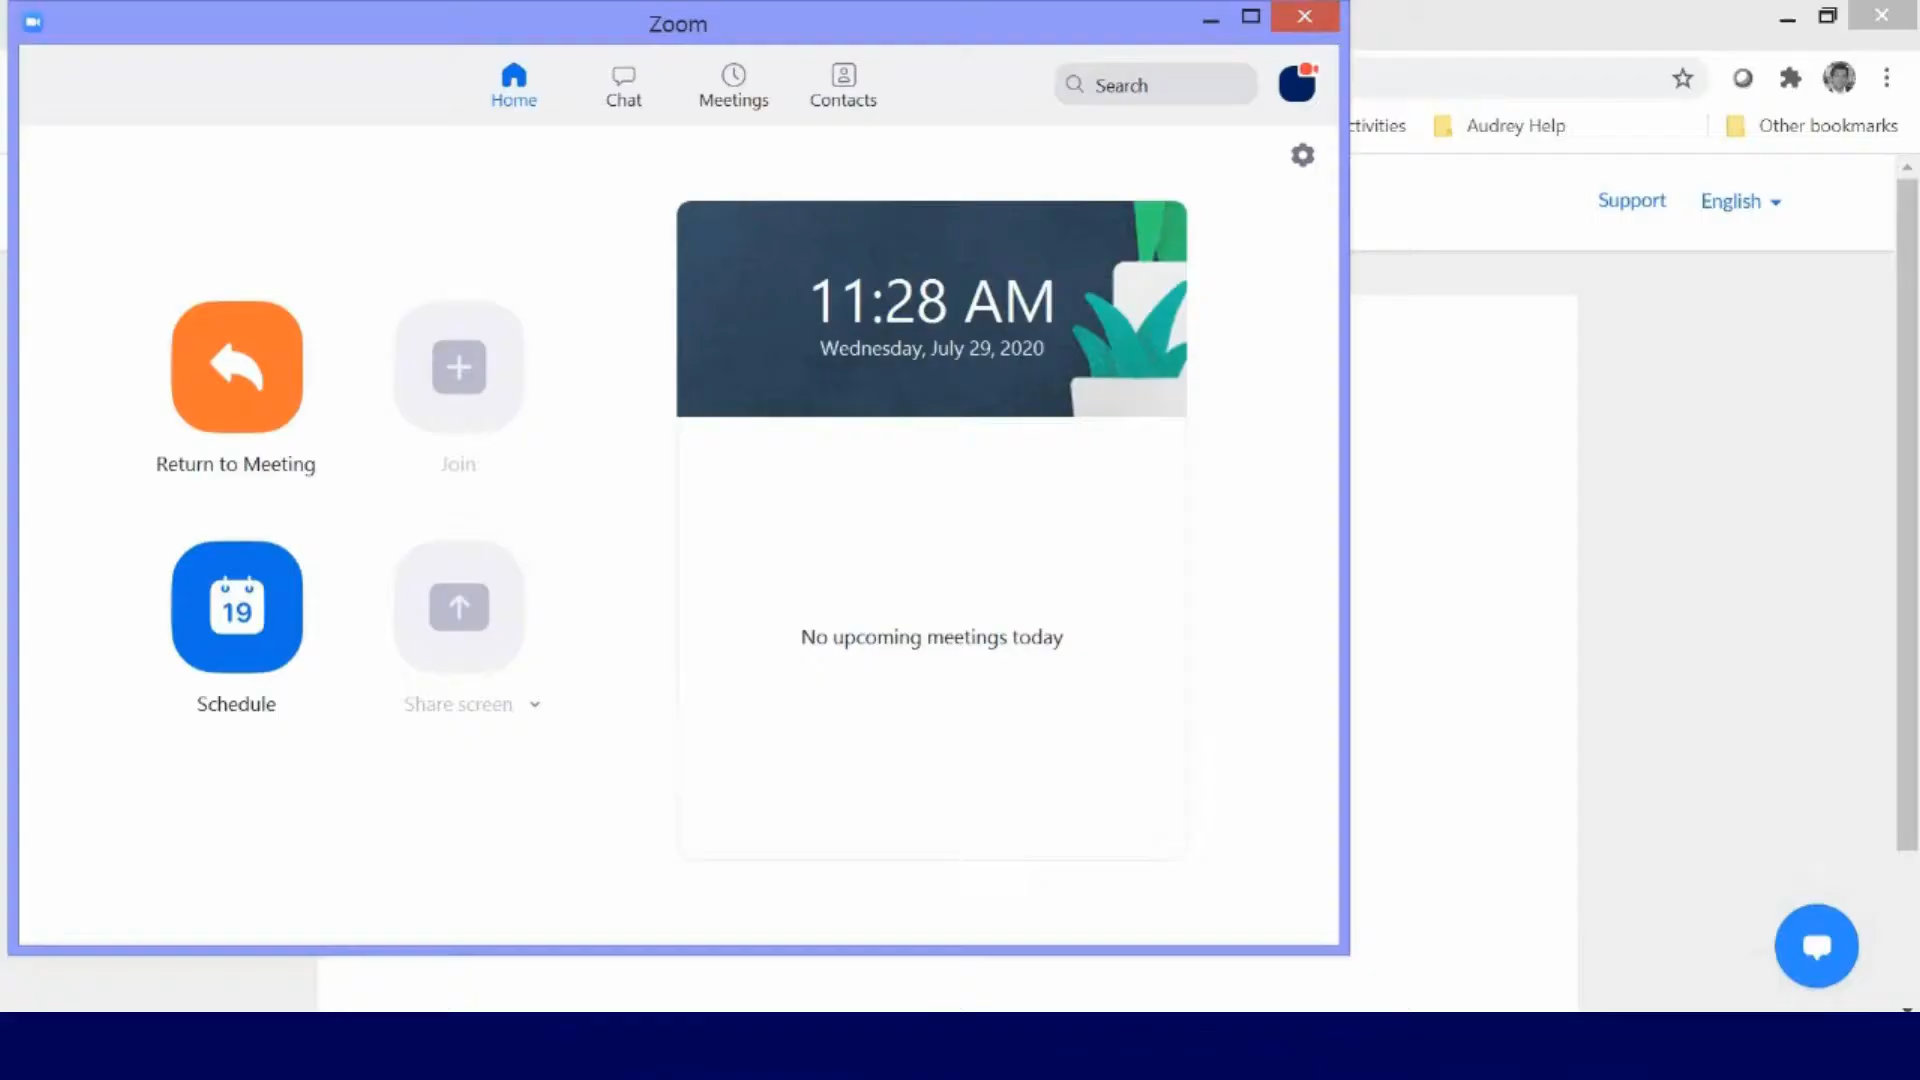 Zoom
Home
Chat
Meetings
Contacts
Search
Audrey Help
Other bookmarks
Support
English
11:28 AM
Wednesday, July 29, 2020
Return to Meeting
Join
19
Schedule
Share screen
No upcoming meetings today